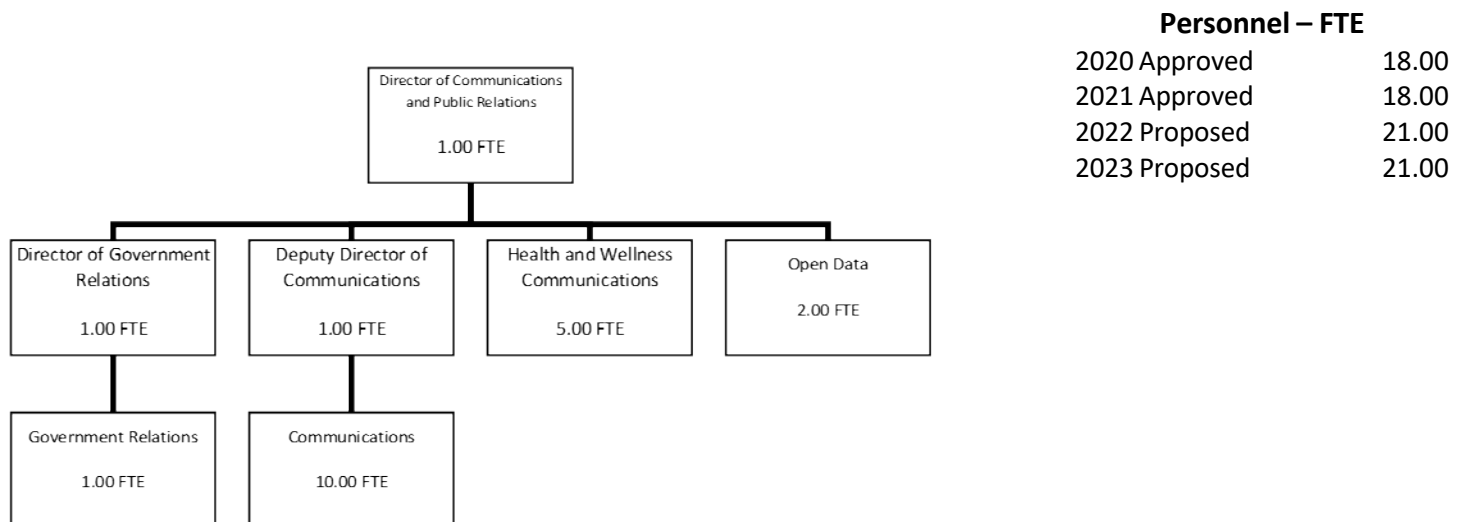 Personnel – FTE
2020 Approved 18.00
2021 Approved 18.00
2022 Proposed 21.00
2023 Proposed 21.00
Director of Communications
and Public Relations
1.00 FTE
Director of Government
Relations
1.00 FTE
Deputy Director of
Communications
1.00 FTE
Health and Wellness
Communications
5.00 FTE
Open Data
2.00 FTE
Government Relations
1.00 FTE
Communications
10.00 FTE